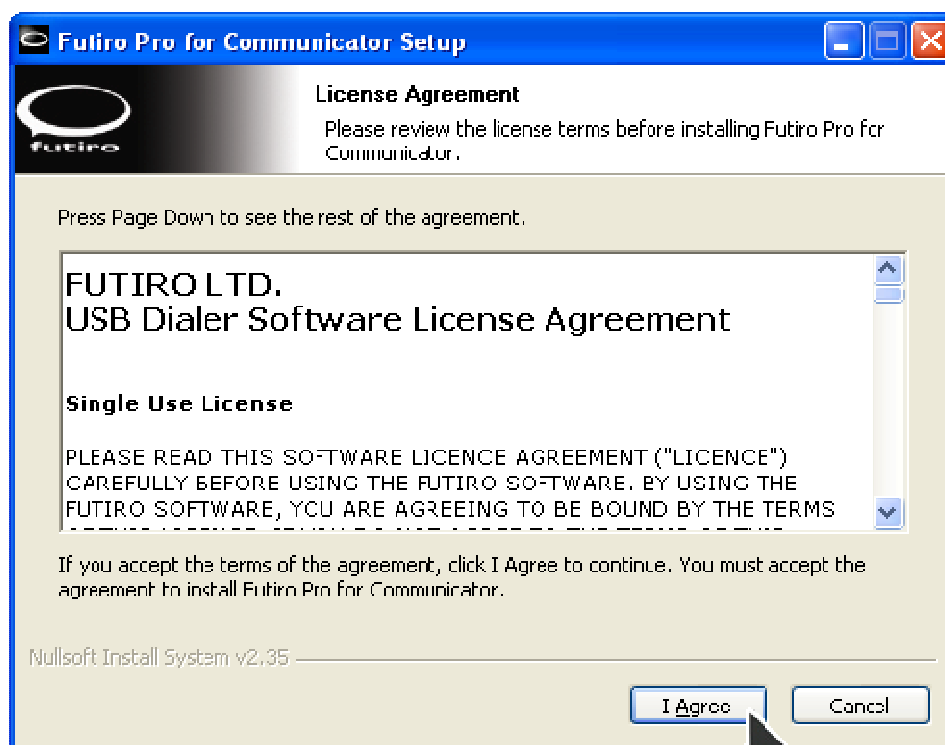 Futiro Pro for Communicator Setup
License Agreement
Please review the license terms before installing Futiro Pro for
Communicator.
futiro
Press Page Down to see the rest of the agreement.
FUTIRO LTD.
USB Dialer Software License Agreement
Single Use License
PLEASE READ THIS SOFTWARE LICENCE AGREEMENT ("LICENCE")
CAREFULLY BEFORE USING THE FUTIRO SOFTWARE. BY USING THE
FUTIRO SOFTWARE, YOU ARE AGREEING TO BE BOUND BY THE TERMS
If you accept the terms of the agreement, click I Agree to continue. You must accept the
agreement to install Futiro Pro for Communicator.
Nullsoft Install System v2.35
I Agree
Cancel